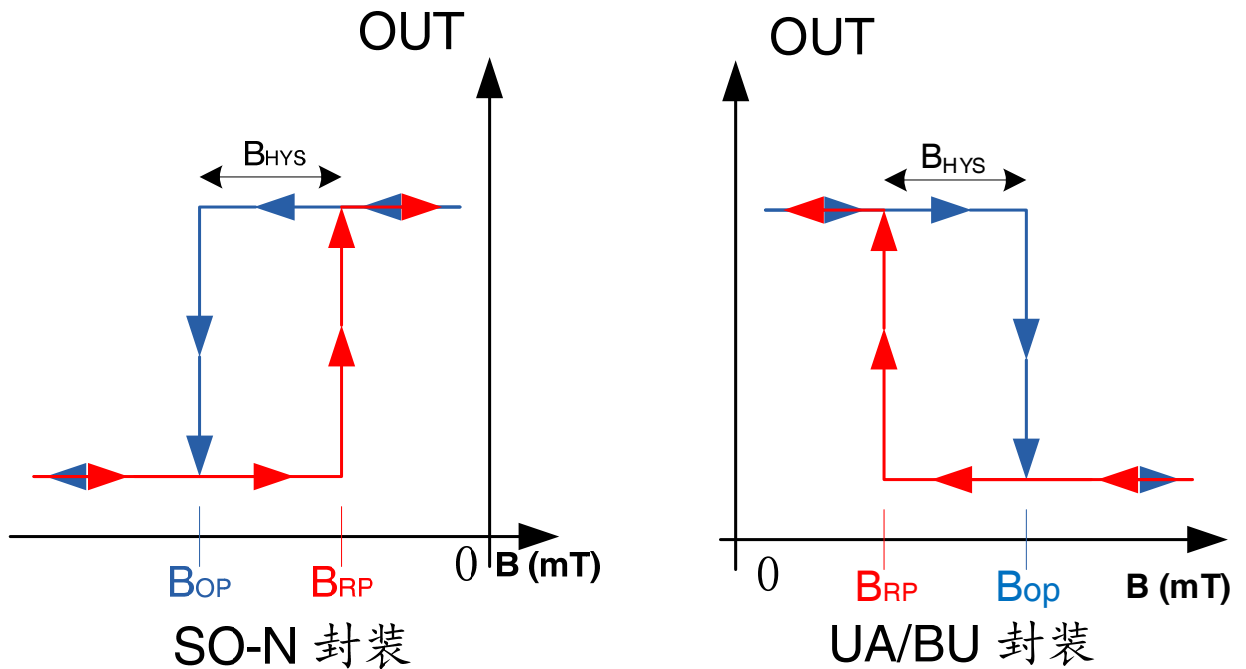 OUT
BHYS
0 B (mT)
BOP
BRP
SO-N 封装
OUT
BHYS
0
BRP
Bop
B (mT)
UA/BU 封装